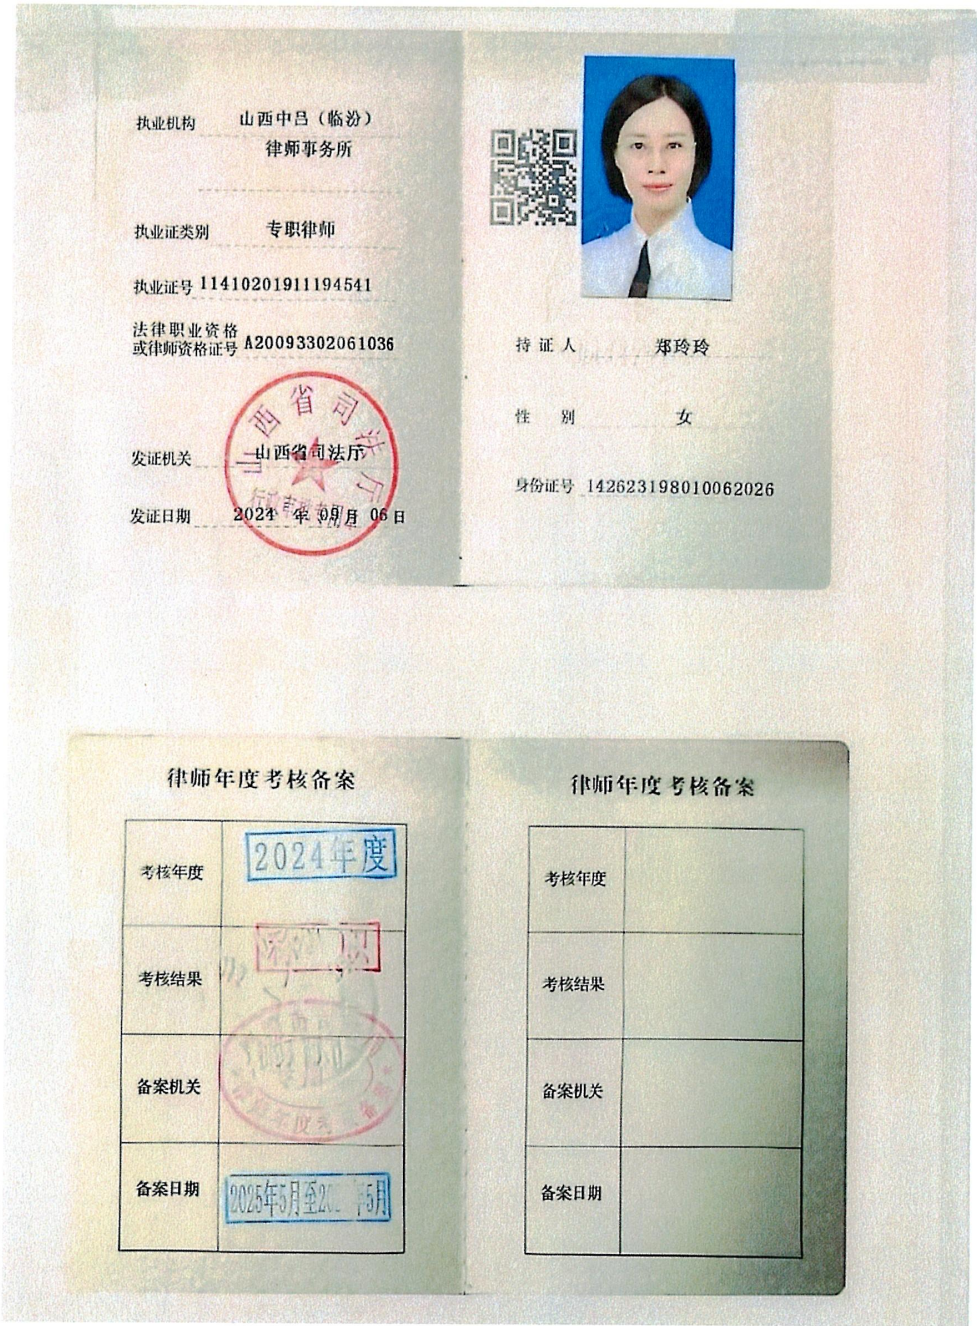 执业机构 山西中吕（临汾）
律师事务所
执业证类别 专职律师
执业证号 11410201911194541
法律职业资格
或律师资格证号 A20093302061036
发证机关 山西省司法厅
发证日期 2024 年 09 月 06 日
山西省司法厅
持证人 郑玲玲
性别 女
身份证号 142623198010062026
律师年度考核备案
考核年度 2024年度
考核结果
备案机关
备案日期 2025年5月至
律师年度考核备案
考核年度
考核结果
备案机关
备案日期